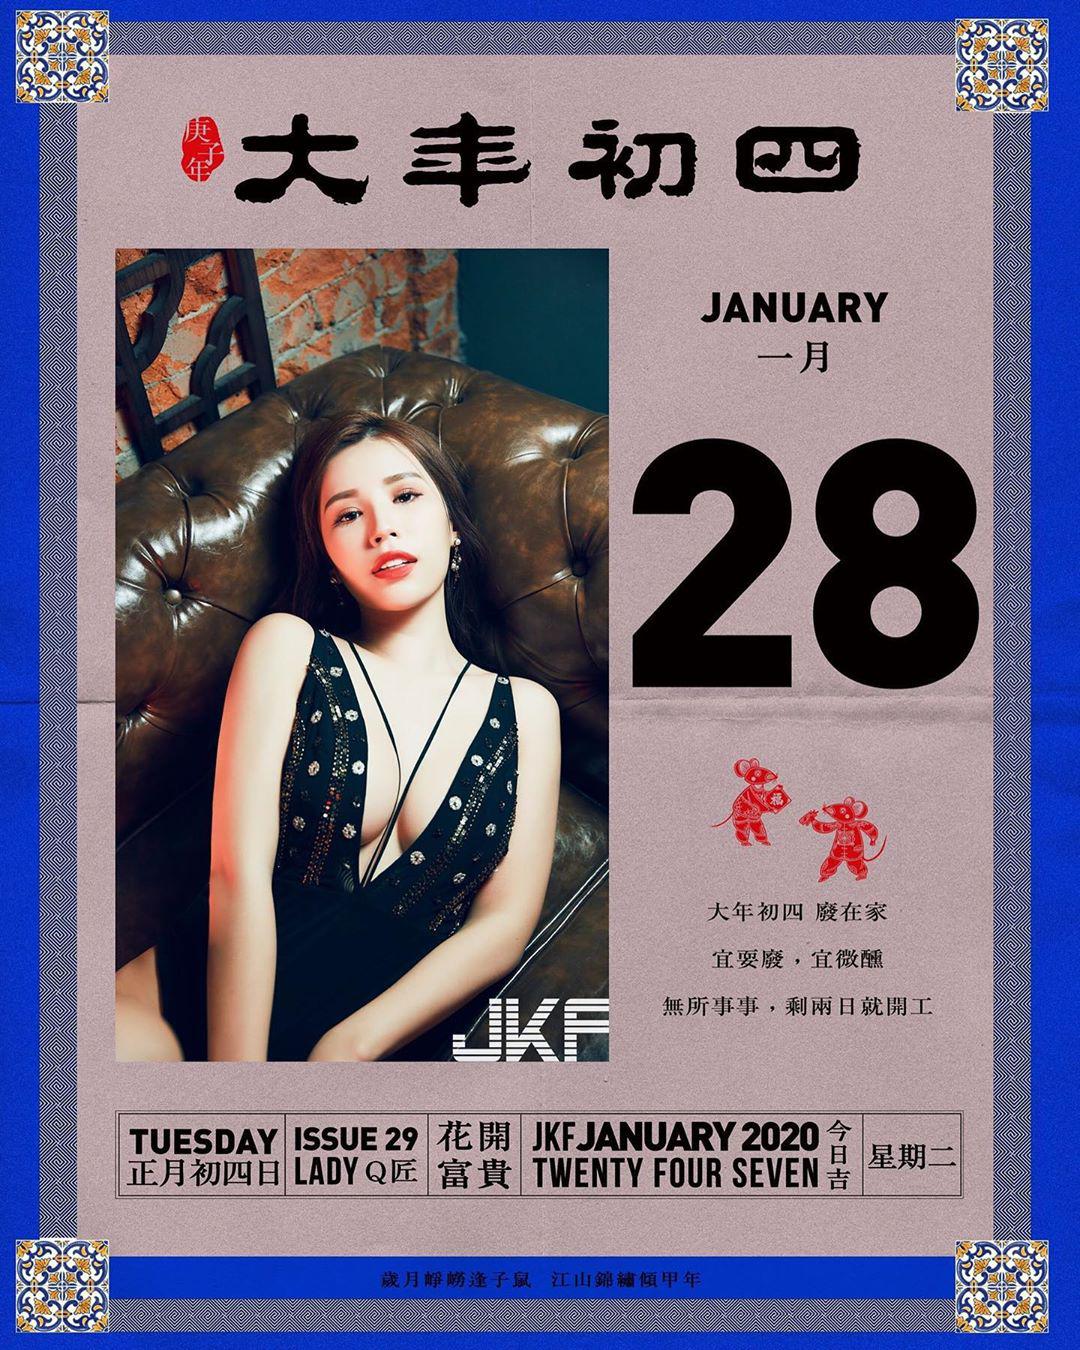 庚子年
大年初四
JANUARY
一月
28
福
大年初四 廢在家
宜耍廢，宜微醺
無所事事，剩兩日就開工
JKF
TUESDAY
正月初四日
ISSUE 29
LADY Q匠
花開
富貴
JKF JANUARY 2020
TWENTY FOUR SEVEN
今日吉
星期二
歲月崢嶸逢子鼠 江山錦繡傾甲年